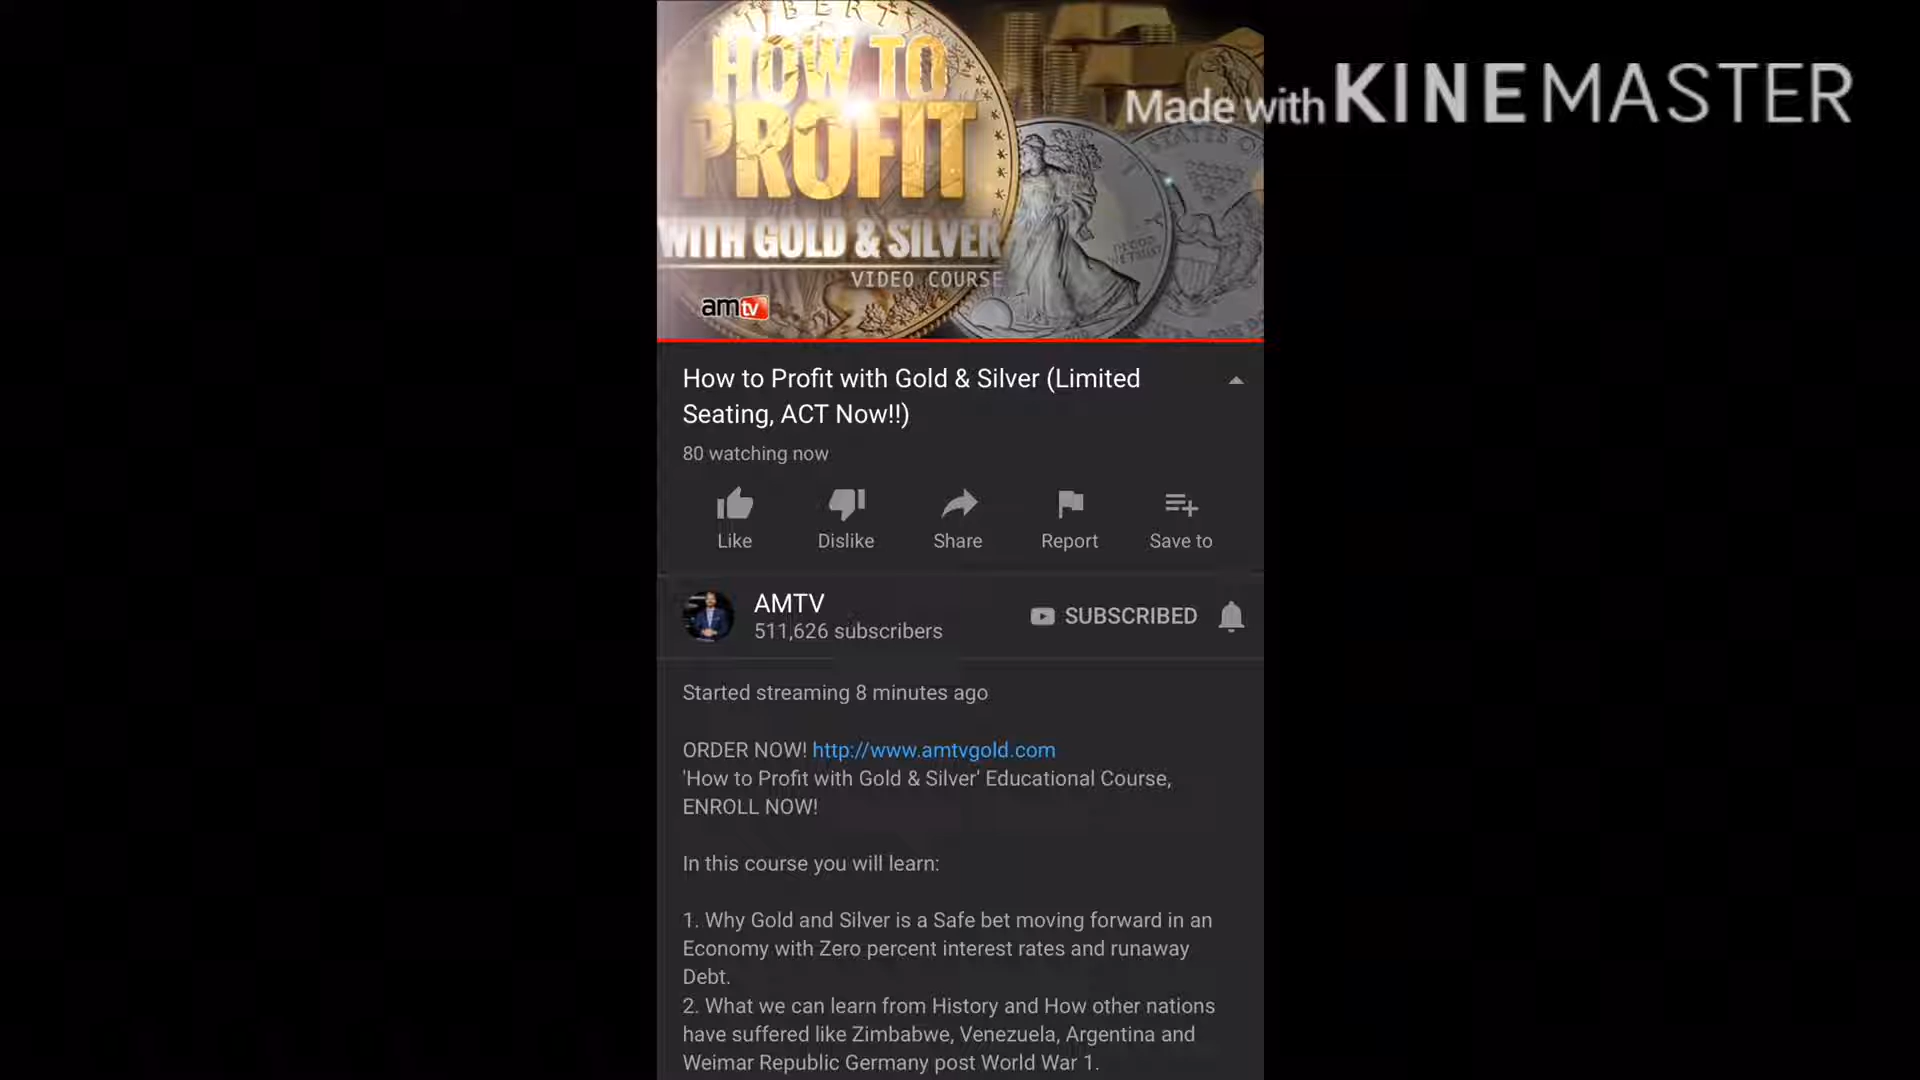 LIBERTY
HOW TO
PROFIT
WITH GOLD & SILVER
VIDEO COURSE
amtv
Made with KINEMASTER
How to Profit with Gold & Silver (Limited
Seating, ACT Now!!)
80 watching now
Like Dislike Share Report Save to
AMTV
511,626 subscribers
SUBSCRIBED
Started streaming 8 minutes ago
ORDER NOW! http://www.amtvgold.com
'How to Profit with Gold & Silver' Educational Course,
ENROLL NOW!
In this course you will learn:
1. Why Gold and Silver is a Safe bet moving forward in an
Economy with Zero percent interest rates and runaway
Debt.
2. What we can learn from History and How other nations
have suffered like Zimbabwe, Venezuela, Argentina and
Weimar Republic Germany post World War 1.